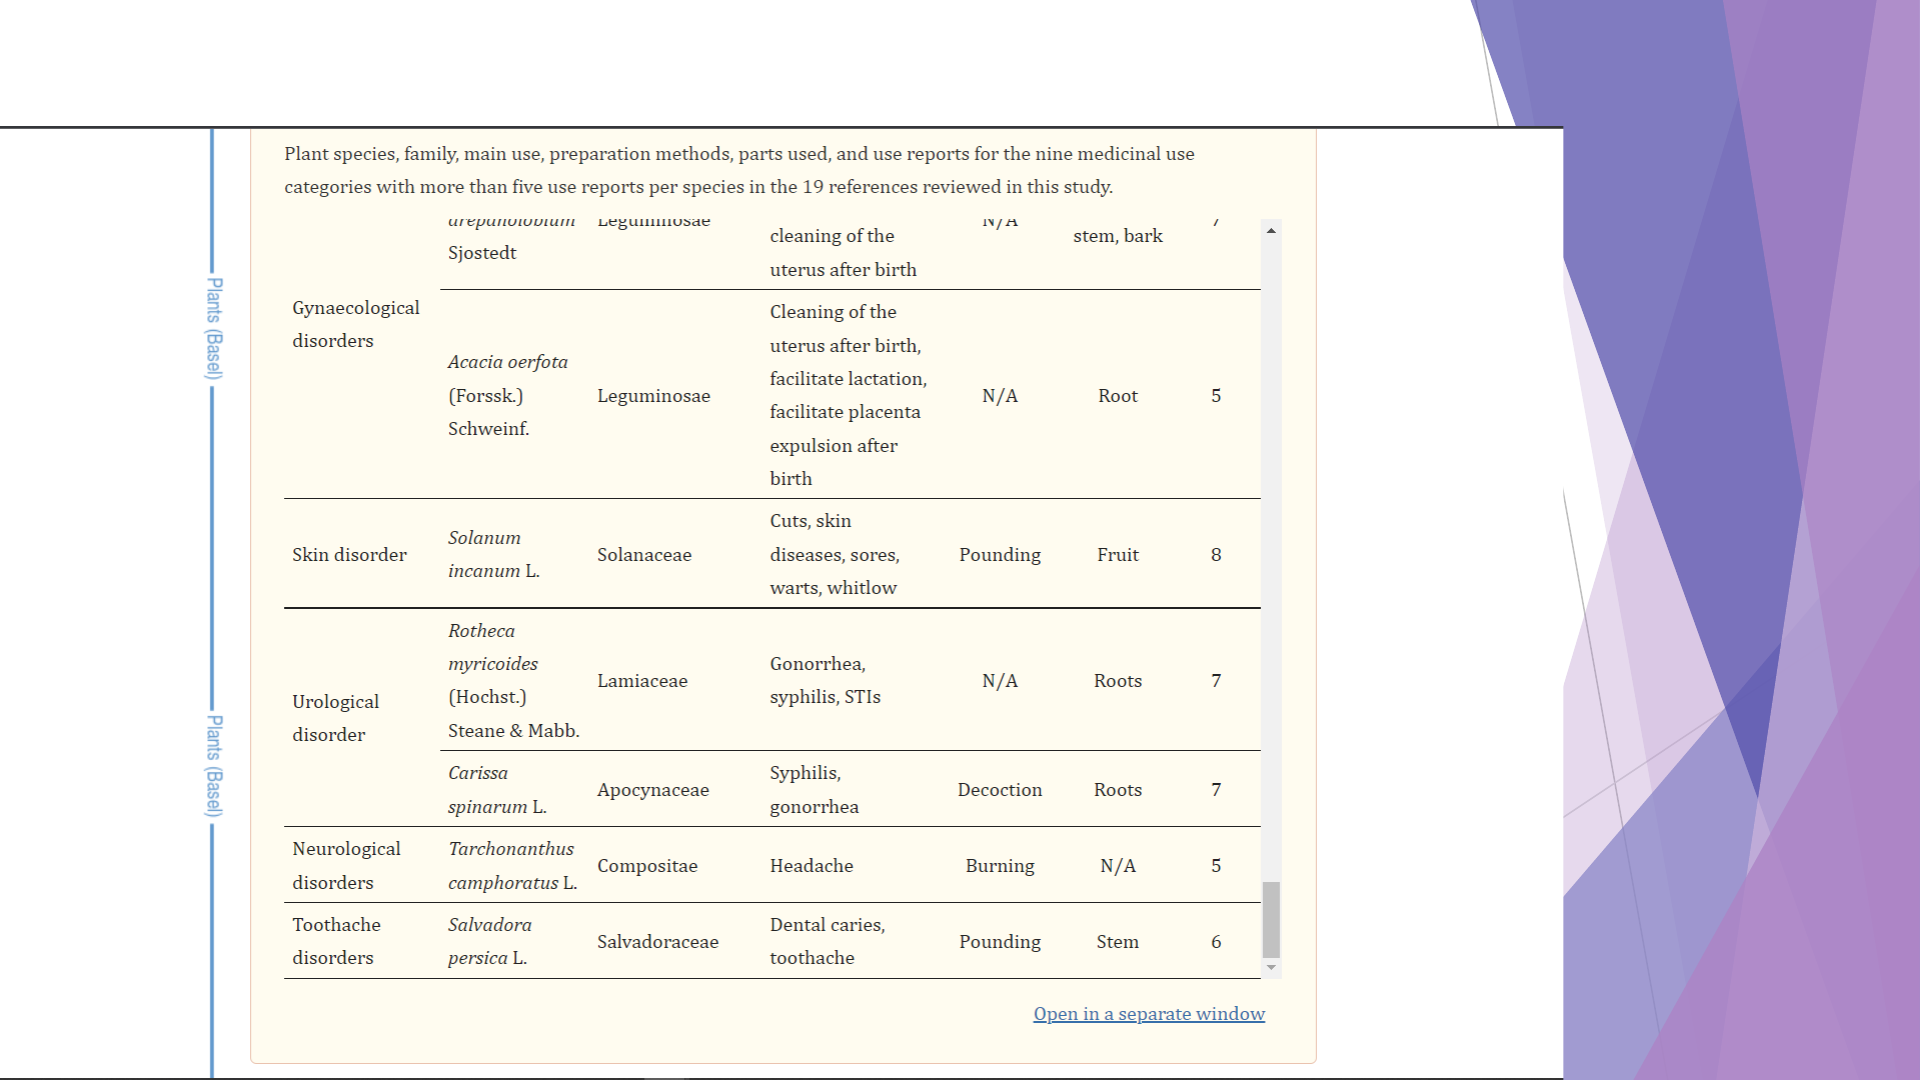 Plant species, family, main use, preparation methods, parts used, and use reports for the nine medicinal use
categories with more than five use reports per species in the 19 references reviewed in this study.
drepanolobium Leguminosae N/A 7
Sjostedt cleaning of the stem, bark
uterus after birth
Gynaecological
disorders
Acacia oerfota
(Forssk.)
Schweinf.
Leguminosae
Cleaning of the
uterus after birth,
facilitate lactation,
facilitate placenta
expulsion after
birth
N/A
Root
5
Skin disorder
Solanum
incanum L.
Solanaceae
Cuts, skin
diseases, sores,
warts, whitlow
Pounding
Fruit
8
Urological
disorder
Rotheca
myricoides
(Hochst.)
Steane & Mabb.
Lamiaceae
Gonorrhea,
syphilis, STIs
N/A
Roots
7
Carissa
spinarum L.
Apocynaceae
Syphilis,
gonorrhea
Decoction
Roots
7
Neurological
disorders
Tarchonanthus
camphoratus L.
Compositae
Headache
Burning
N/A
5
Toothache
disorders
Salvadora
persica L.
Salvadoraceae
Dental caries,
toothache
Pounding
Stem
6
Open in a separate window
Plants (Basel)
Plants (Basel)